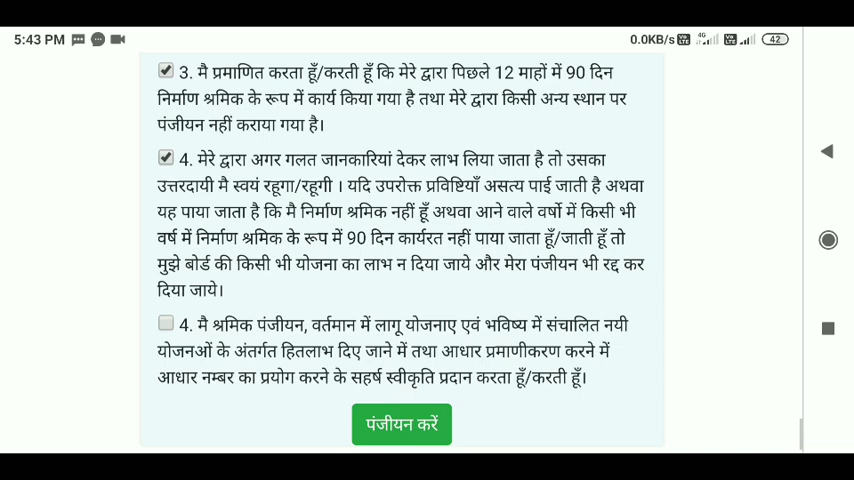 5:43 PM
0.0KB/s 4G 42
3. मै प्रमाणित करता हूँ/करती हूँ कि मेरे द्वारा पिछले 12 माहों में 90 दिन
निर्माण श्रमिक के रूप में कार्य किया गया है तथा मेरे द्वारा किसी अन्य स्थान पर
पंजीयन नहीं कराया गया है।
4. मेरे द्वारा अगर गलत जानकारियां देकर लाभ लिया जाता है तो उसका
उत्तरदायी मै स्वयं रहूगा/रहूगी । यदि उपरोक्त प्रविष्टियाँ असत्य पाई जाती है अथवा
यह पाया जाता है कि मै निर्माण श्रमिक नहीं हूँ अथवा आने वाले वर्षो में किसी भी
वर्ष में निर्माण श्रमिक के रूप में 90 दिन कार्यरत नहीं पाया जाता हूँ/जाती हूँ तो
मुझे बोर्ड की किसी भी योजना का लाभ न दिया जाये और मेरा पंजीयन भी रद्द कर
दिया जाये।
4. मै श्रमिक पंजीयन, वर्तमान में लागू योजनाए एवं भविष्य में संचालित नयी
योजनओं के अंतर्गत हितलाभ दिए जाने में तथा आधार प्रमाणीकरण करने में
आधार नम्बर का प्रयोग करने के सहर्ष स्वीकृति प्रदान करता हूँ/करती हूँ।
पंजीयन करें